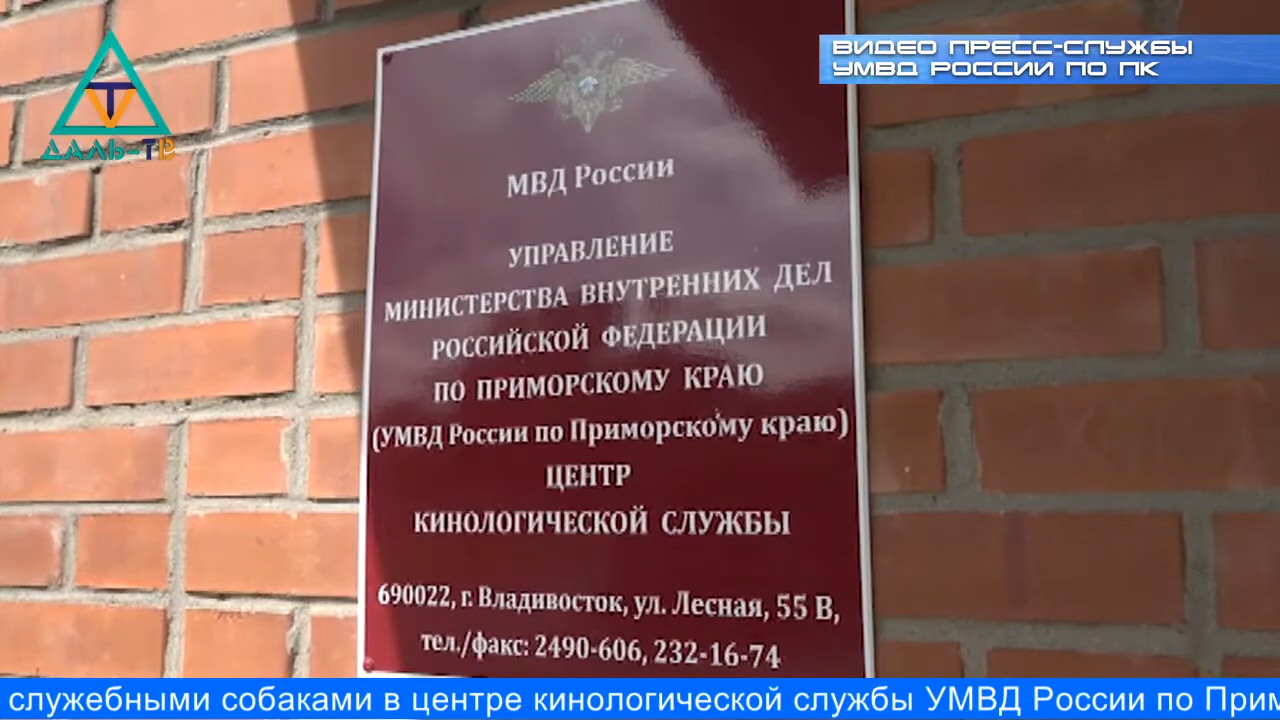 ВИДЕО ПРЕСС-СЛУЖБЫ
УМВД РОССИИ ПО ПК
TV
ДАЛЬ-ТВ
МВД России
УПРАВЛЕНИЕ
МИНИСТЕРСТВА ВНУТРЕННИХ ДЕЛ
РОССИЙСКОЙ ФЕДЕРАЦИИ
ПО ПРИМОРСКОМУ КРАЮ
(УМВД России по Приморскому краю)
ЦЕНТР
КИНОЛОГИЧЕСКОЙ СЛУЖБЫ
690022, г. Владивосток, ул. Лесная, 55 В,
тел./факс: 2490-606, 232-16-74
служебными собаками в центре кинологической службы УМВД России по Прим